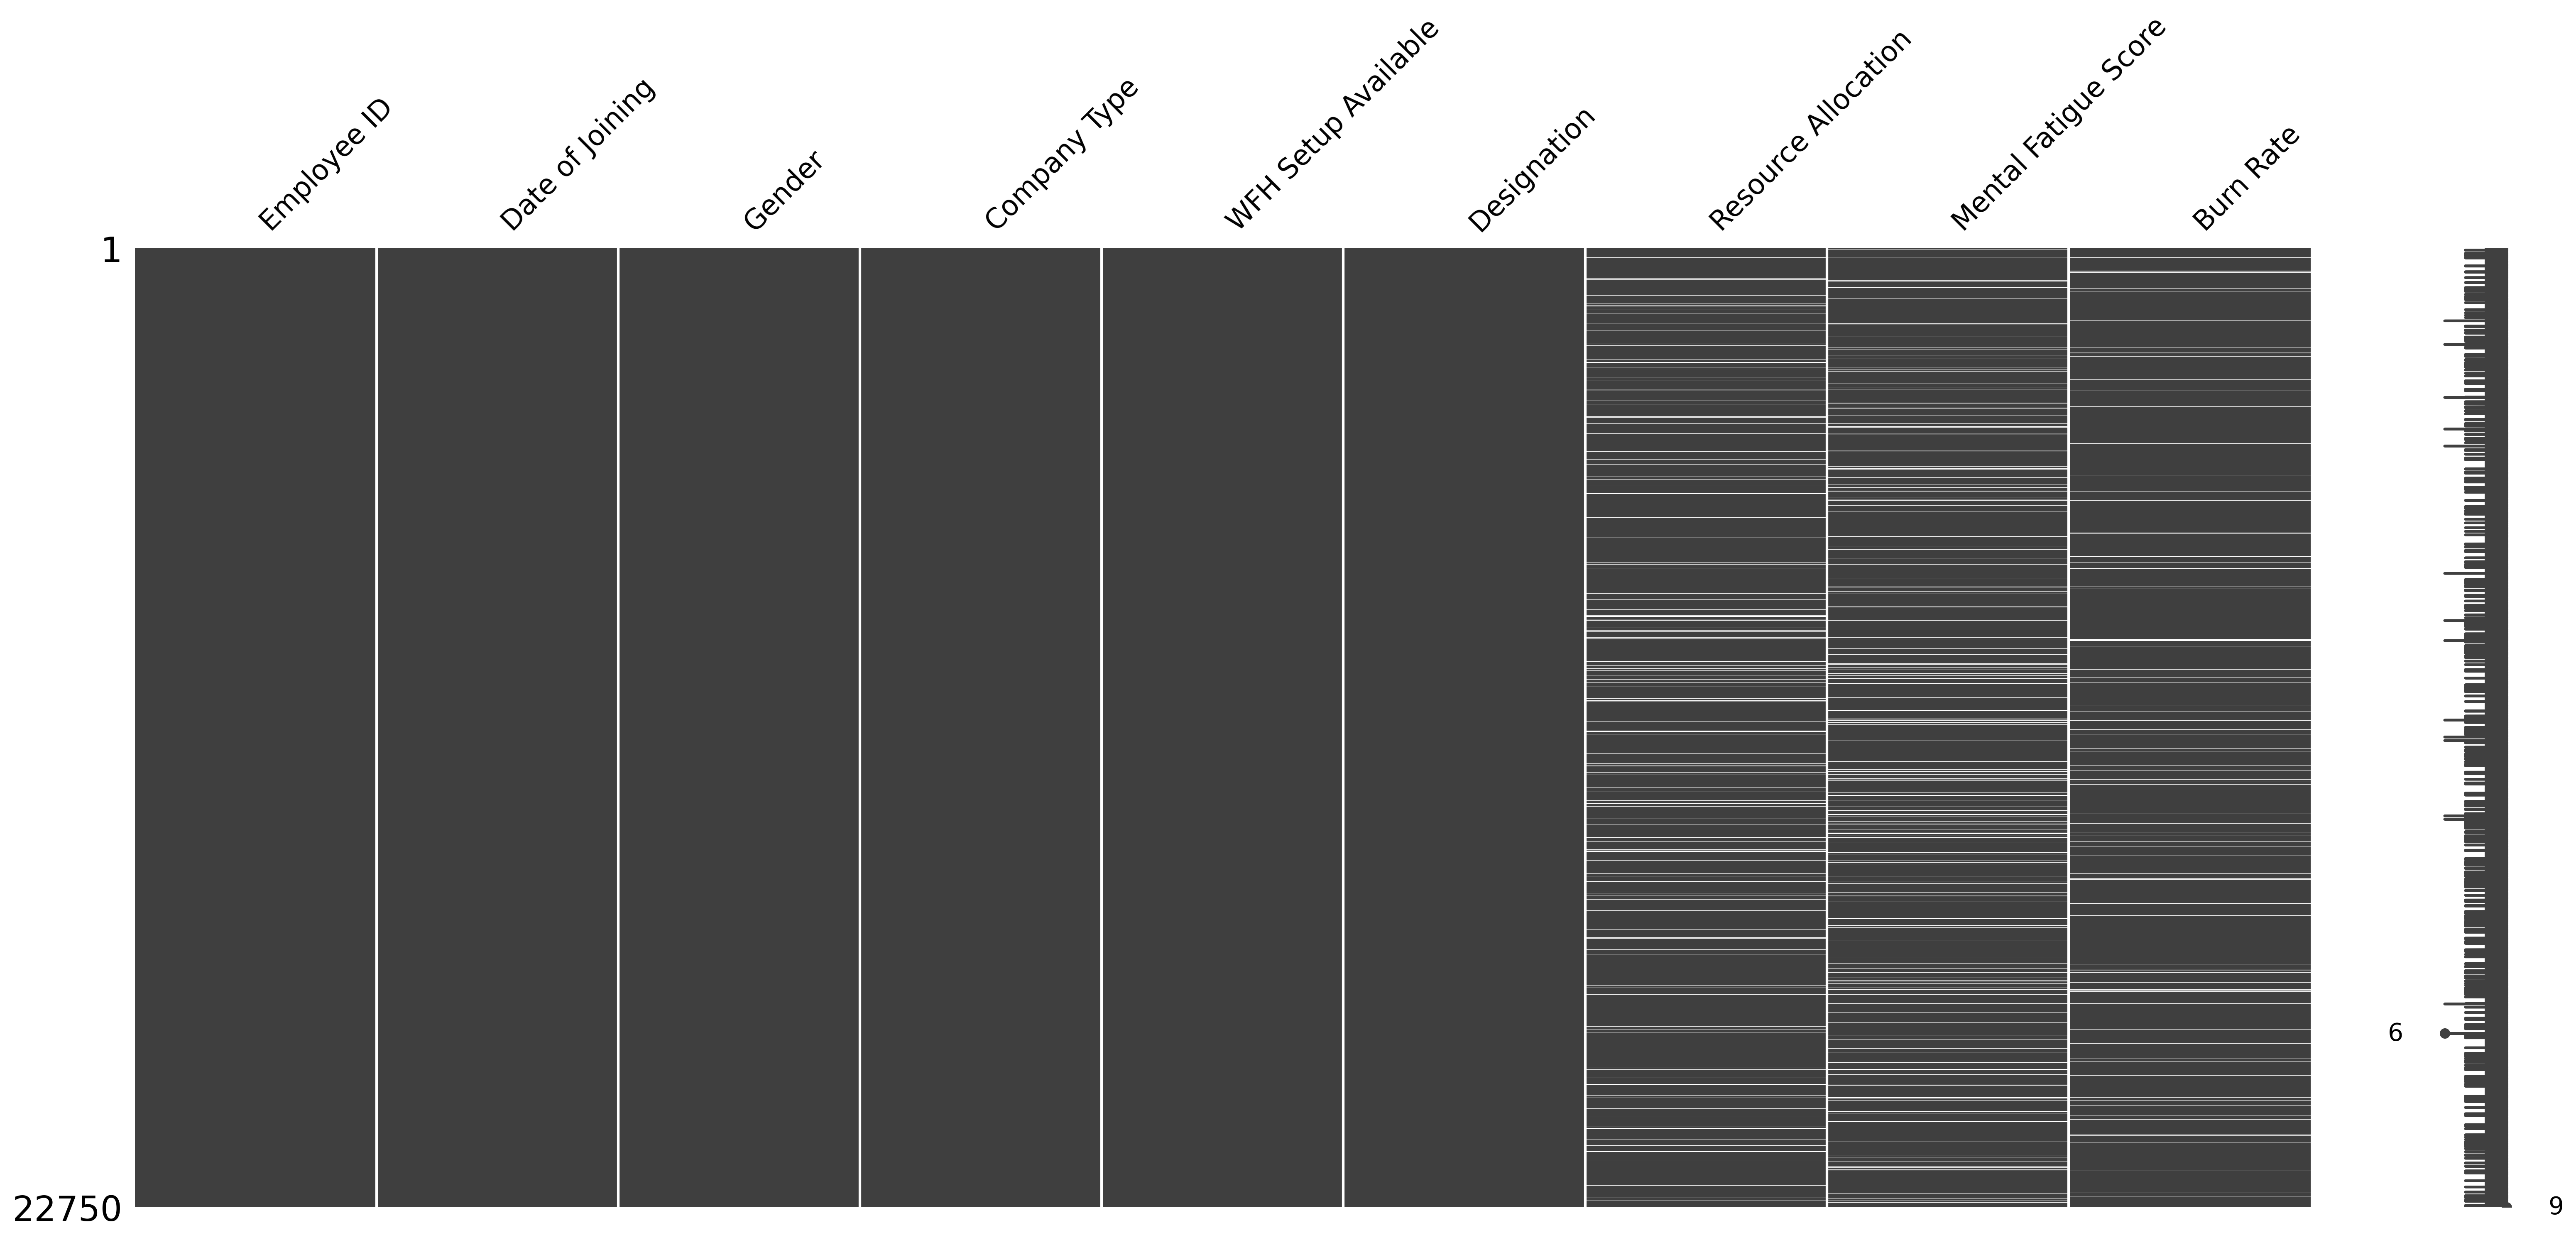 Employee ID
Date of Joining
Gender
Company Type
WFH Setup Available
Designation
Resource Allocation
Mental Fatigue Score
Burn Rate
1
6
22750
9